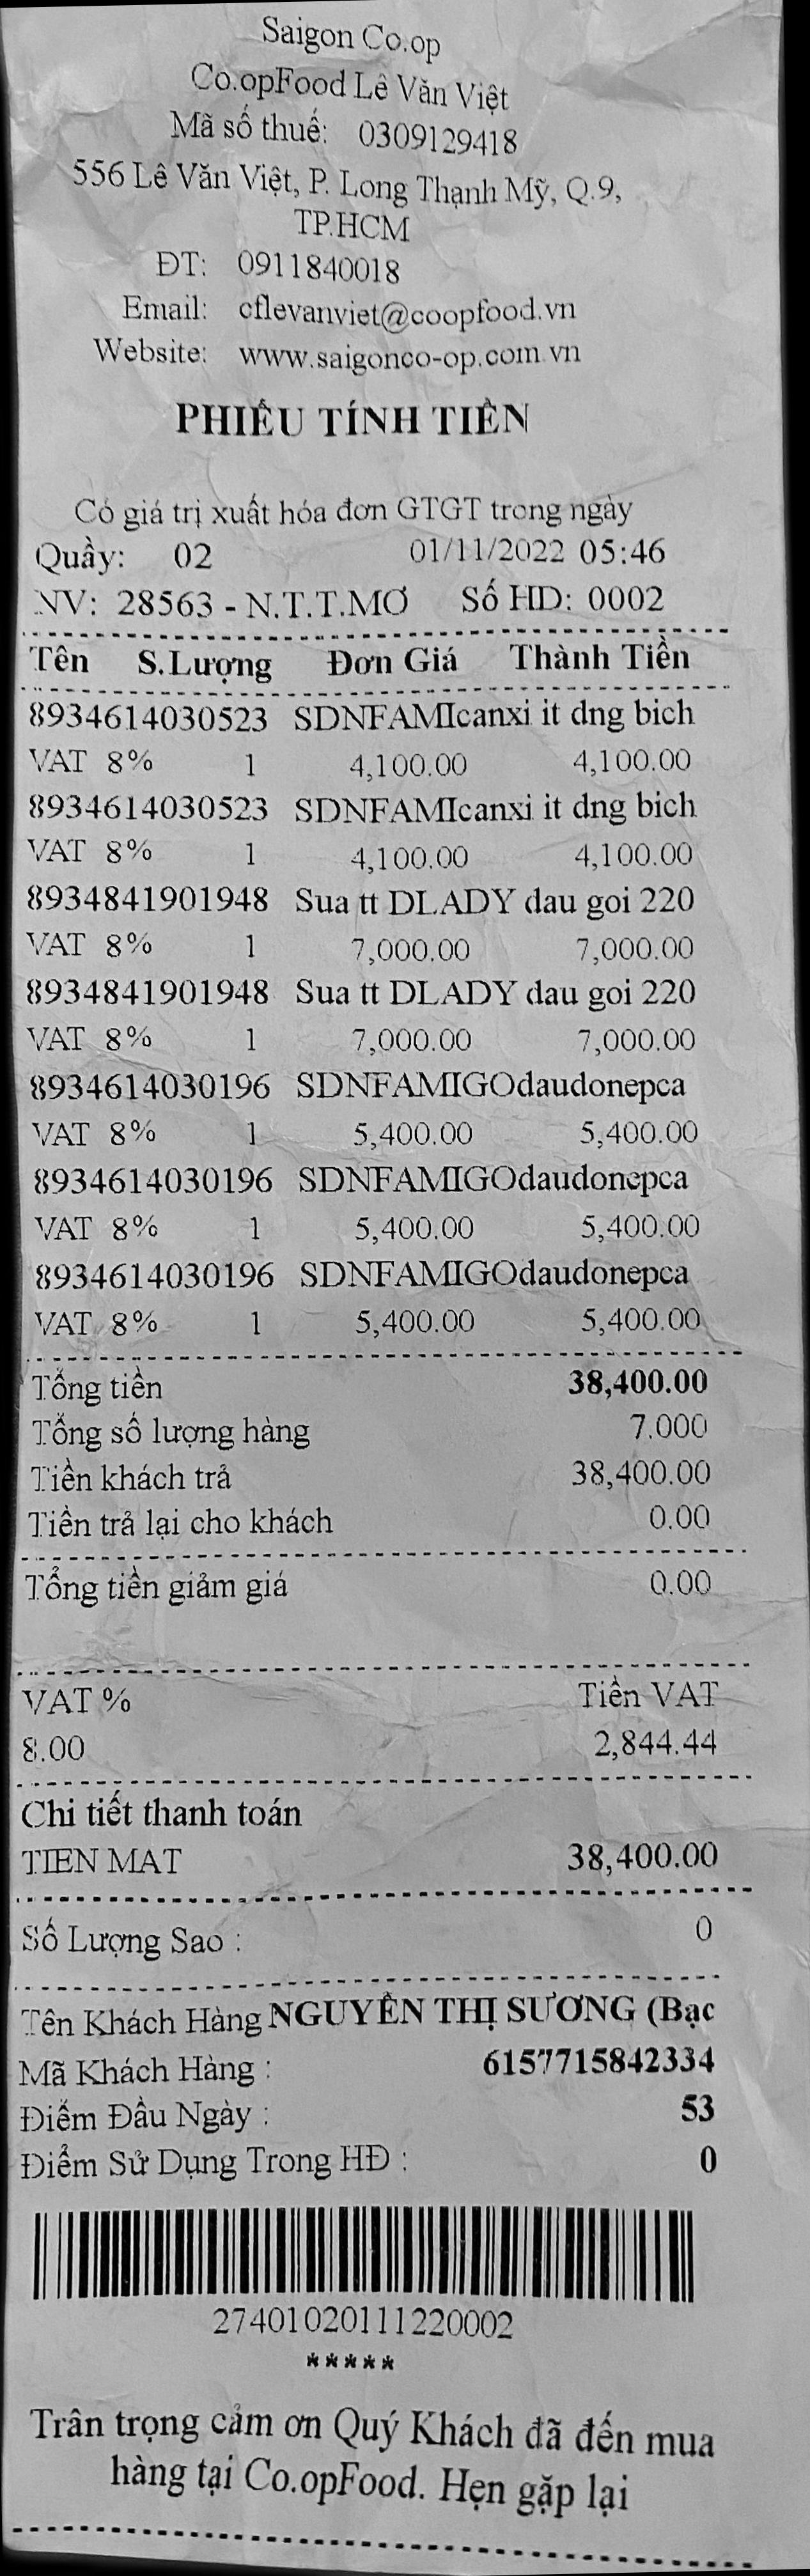 Saigon Co.op
Co.opFood Lê Văn Việt
Mã số thuế: 0309129418
556 Lê Văn Việt, P. Long Thạnh Mỹ, Q.9,
TP.HCM
ĐT: 0911840018
Email: cflevanviet@coopfood.vn
Website: www.saigonco-op.com.vn
PHIẾU TÍNH TIỀN
Có giá trị xuất hóa đơn GTGT trong ngày
Quầy: 02 01/11/2022 05:46
NV: 28563 - N.T.T.MƠ Số HD: 0002
Tên S.Lượng Đơn Giá Thành Tiền
8934614030523 SDNFAMIcanxi it dng bich
VAT 8% 1 4,100.00 4,100.00
8934614030523 SDNFAMIcanxi it dng bich
VAT 8% 1 4,100.00 4,100.00
8934841901948 Sua tt DLADY dau goi 220
VAT 8% 1 7,000.00 7,000.00
8934841901948 Sua tt DLADY dau goi 220
VAT 8% 1 7,000.00 7,000.00
8934614030196 SDNFAMIGOdaudonepca
VAT 8% 1 5,400.00 5,400.00
8934614030196 SDNFAMIGOdaudonepca
VAT 8% 1 5,400.00 5,400.00
8934614030196 SDNFAMIGOdaudonepca
VAT 8% 1 5,400.00 5,400.00
Tổng tiền 38,400.00
Tổng số lượng hàng 7.000
Tiền khách trả 38,400.00
Tiền trả lại cho khách 0.00
Tổng tiền giảm giá 0.00
VAT % Tiền VAT
8.00 2,844.44
Chi tiết thanh toán
TIEN MAT 38,400.00
Số Lượng Sao : 0
Tên Khách Hàng NGUYỄN THỊ SƯƠNG (Bạc
Mã Khách Hàng : 6157715842334
Điểm Đầu Ngày : 53
Điểm Sử Dụng Trong HĐ : 0
27401020111220002
*****
Trân trọng cảm ơn Quý Khách đã đến mua
hàng tại Co.opFood. Hẹn gặp lại